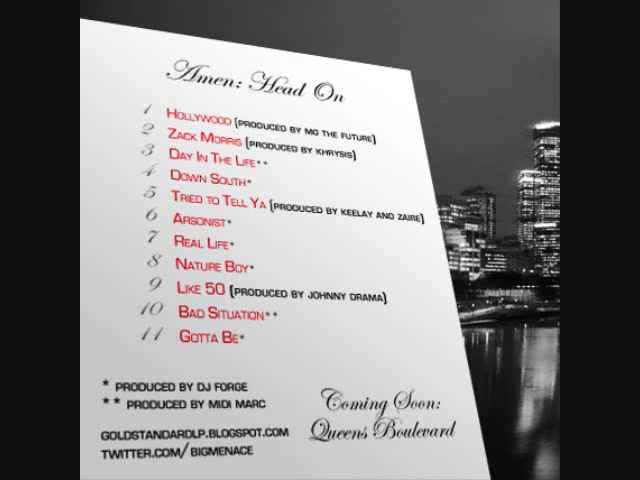 Amen: Head On
1 Hollywood (produced by mg the future)
2 Zack Morris (produced by khrysis)
3 Day In The Life**
4 Down South*
5 Tried to Tell Ya (produced by keelay and zaire)
6 Arsonist*
7 Real Life*
8 Nature Boy*
9 Like 50 (produced by johnny drama)
10 Bad Situation**
11 Gotta Be*
* produced by dj forge
** produced by midi marc
goldstandardlp.blogspot.com
twitter.com/bigmenace
Coming Soon:
Queens Boulevard